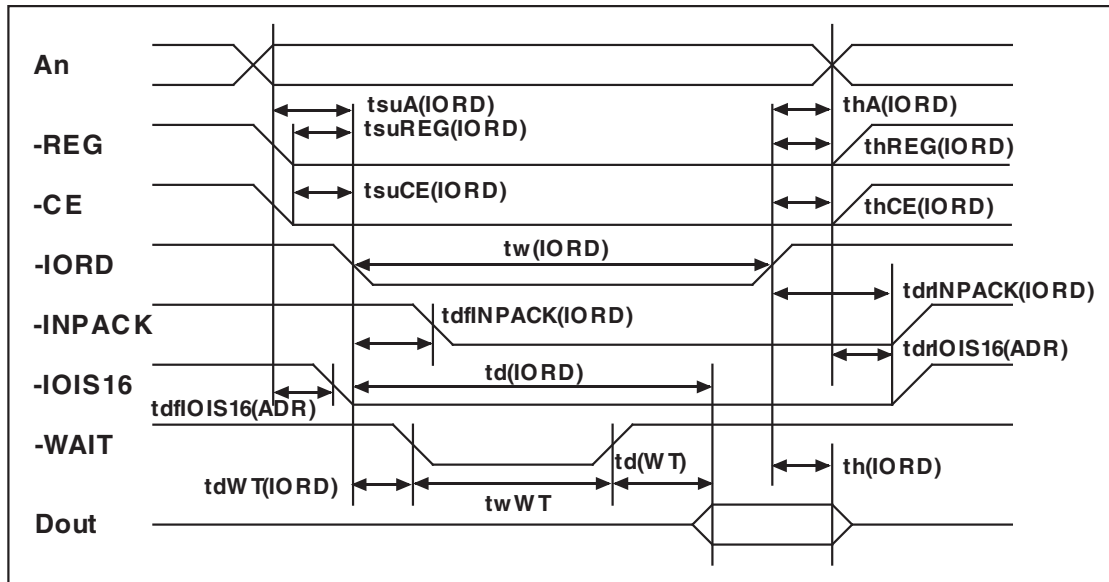 An
tsuA(IORD)
thA(IORD)
tsuREG(IORD)
-REG
thREG(IORD)
tsuCE(IORD)
-CE
thCE(IORD)
tw(IORD)
-IORD
tdrINPACK(IORD)
tdfINPACK(IORD)
-INPACK
tdrIOIS16(ADR)
td(IORD)
-IOIS16
tdfIOIS16(ADR)
-WAIT
td(WT)
th(IORD)
tdWT(IORD)
twWT
Dout